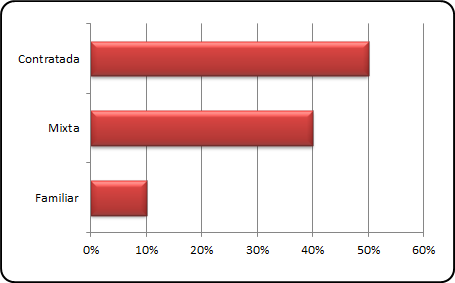 Contratada
Mixta
Familiar
0% 10% 20% 30% 40% 50% 60%